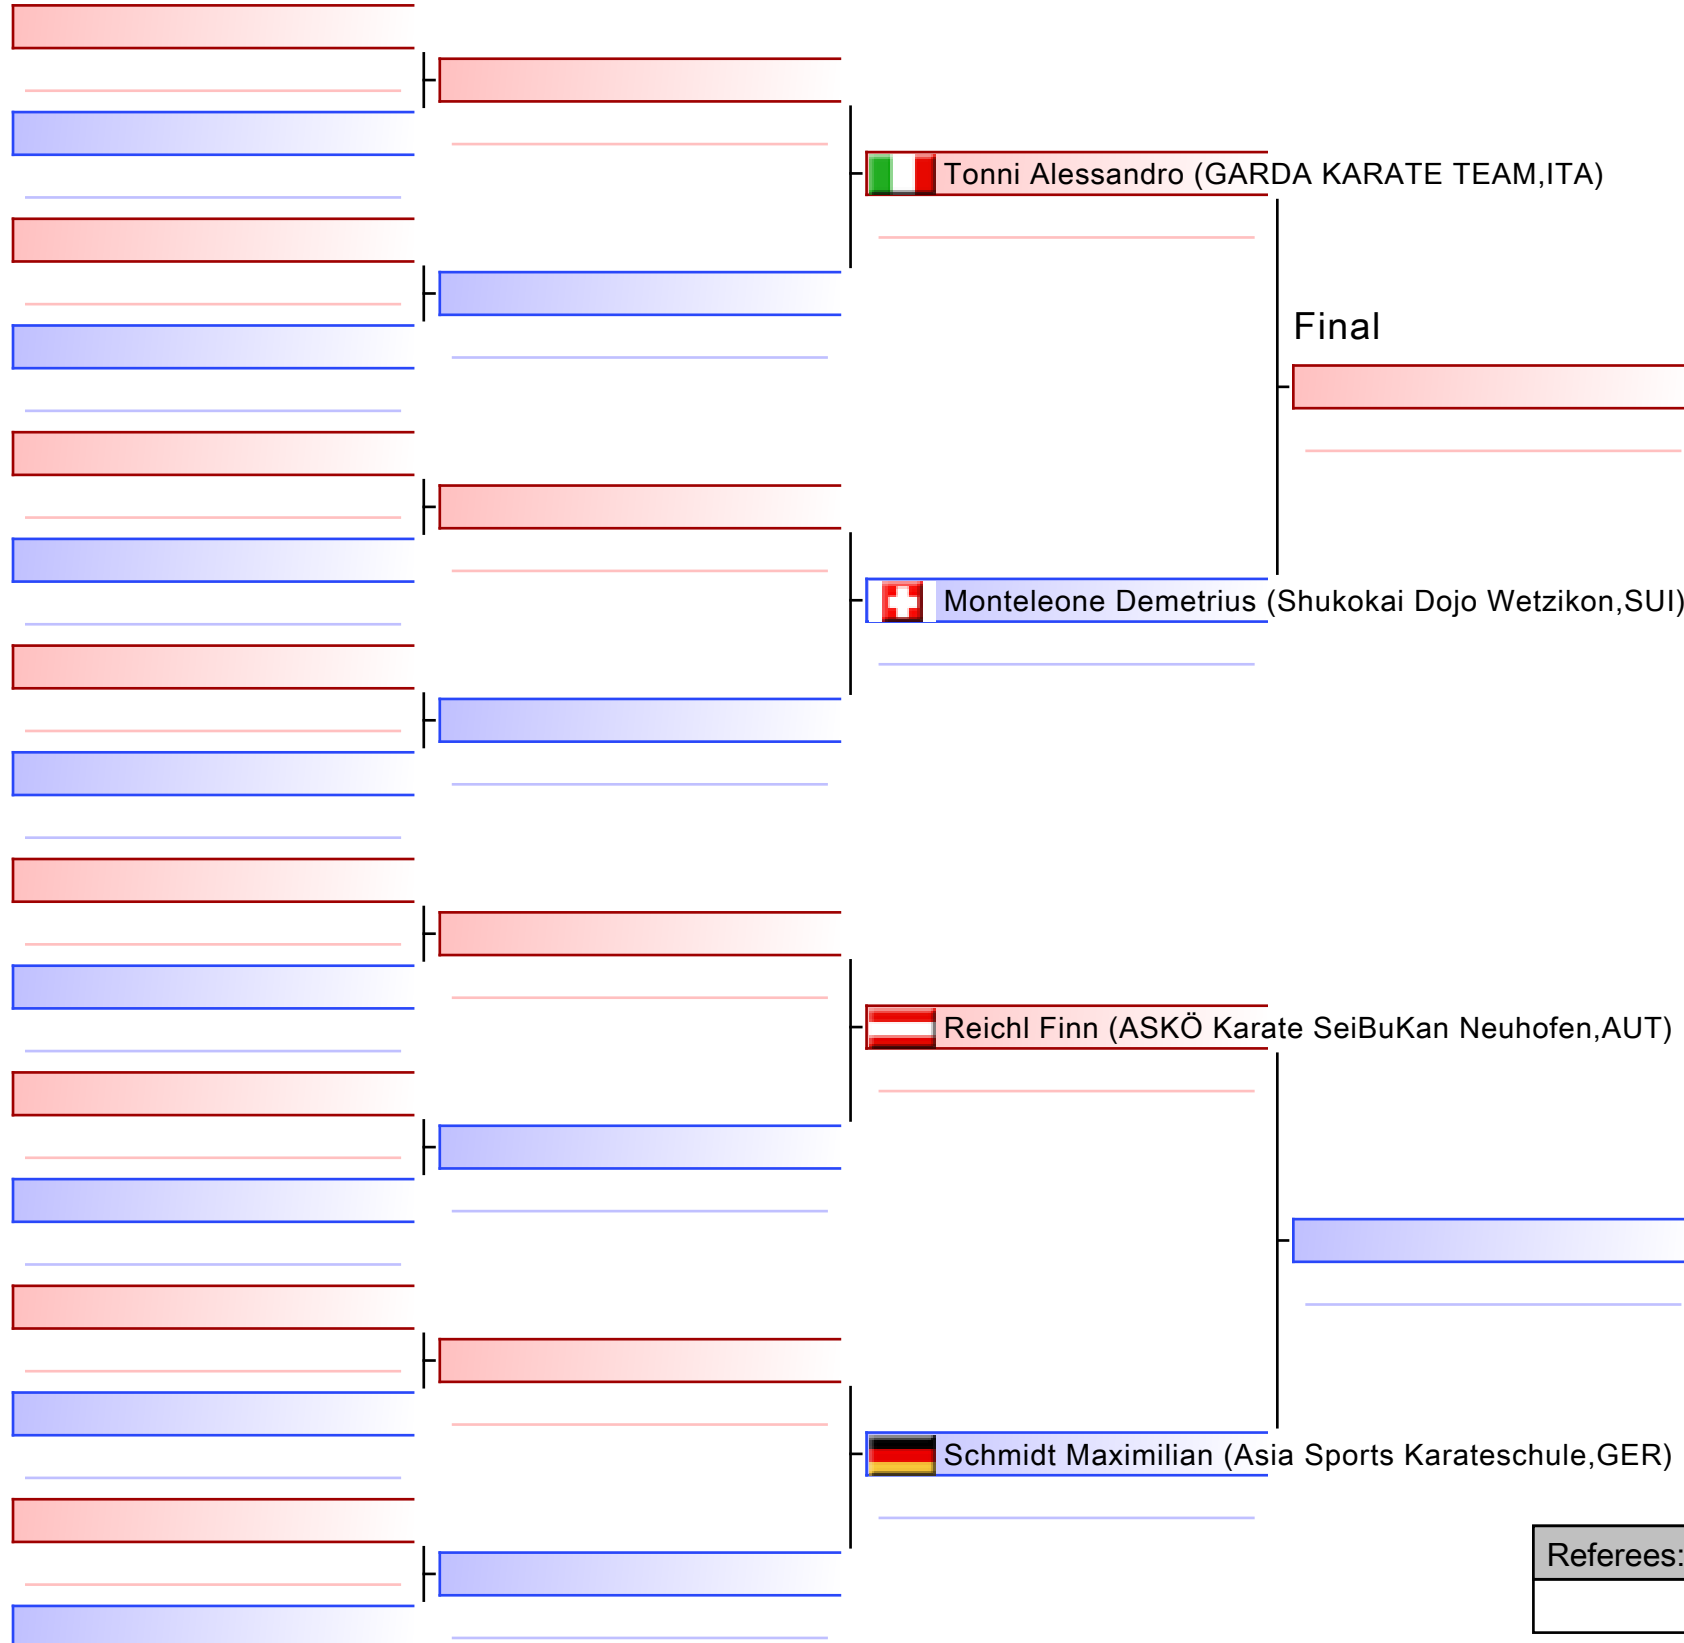 Tonni Alessandro (GARDA KARATE TEAM,ITA)
Final
Monteleone Demetrius (Shukokai Dojo Wetzikon,SUI)
Reichl Finn (ASKÖ Karate SeiBuKan Neuhofen,AUT)
Schmidt Maximilian (Asia Sports Karateschule,GER)
Referees: